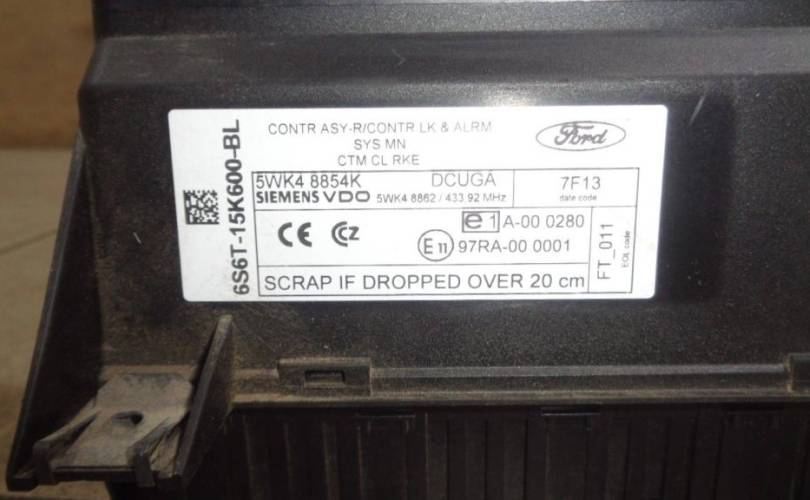 CONTR ASY-R/CONTR LK & ALRM
SYS MN
CTM CL RKE
Ford
6S6T-15K600-BL
5WK4 8854K DCUGA
SIEMENS VDO 5WK4 8862 / 433 92 MHz
7F13
date code
CE CZ
e 1 A-00 0280
E 11 97RA-00 0001
FT_011
EOL code
SCRAP IF DROPPED OVER 20 cm